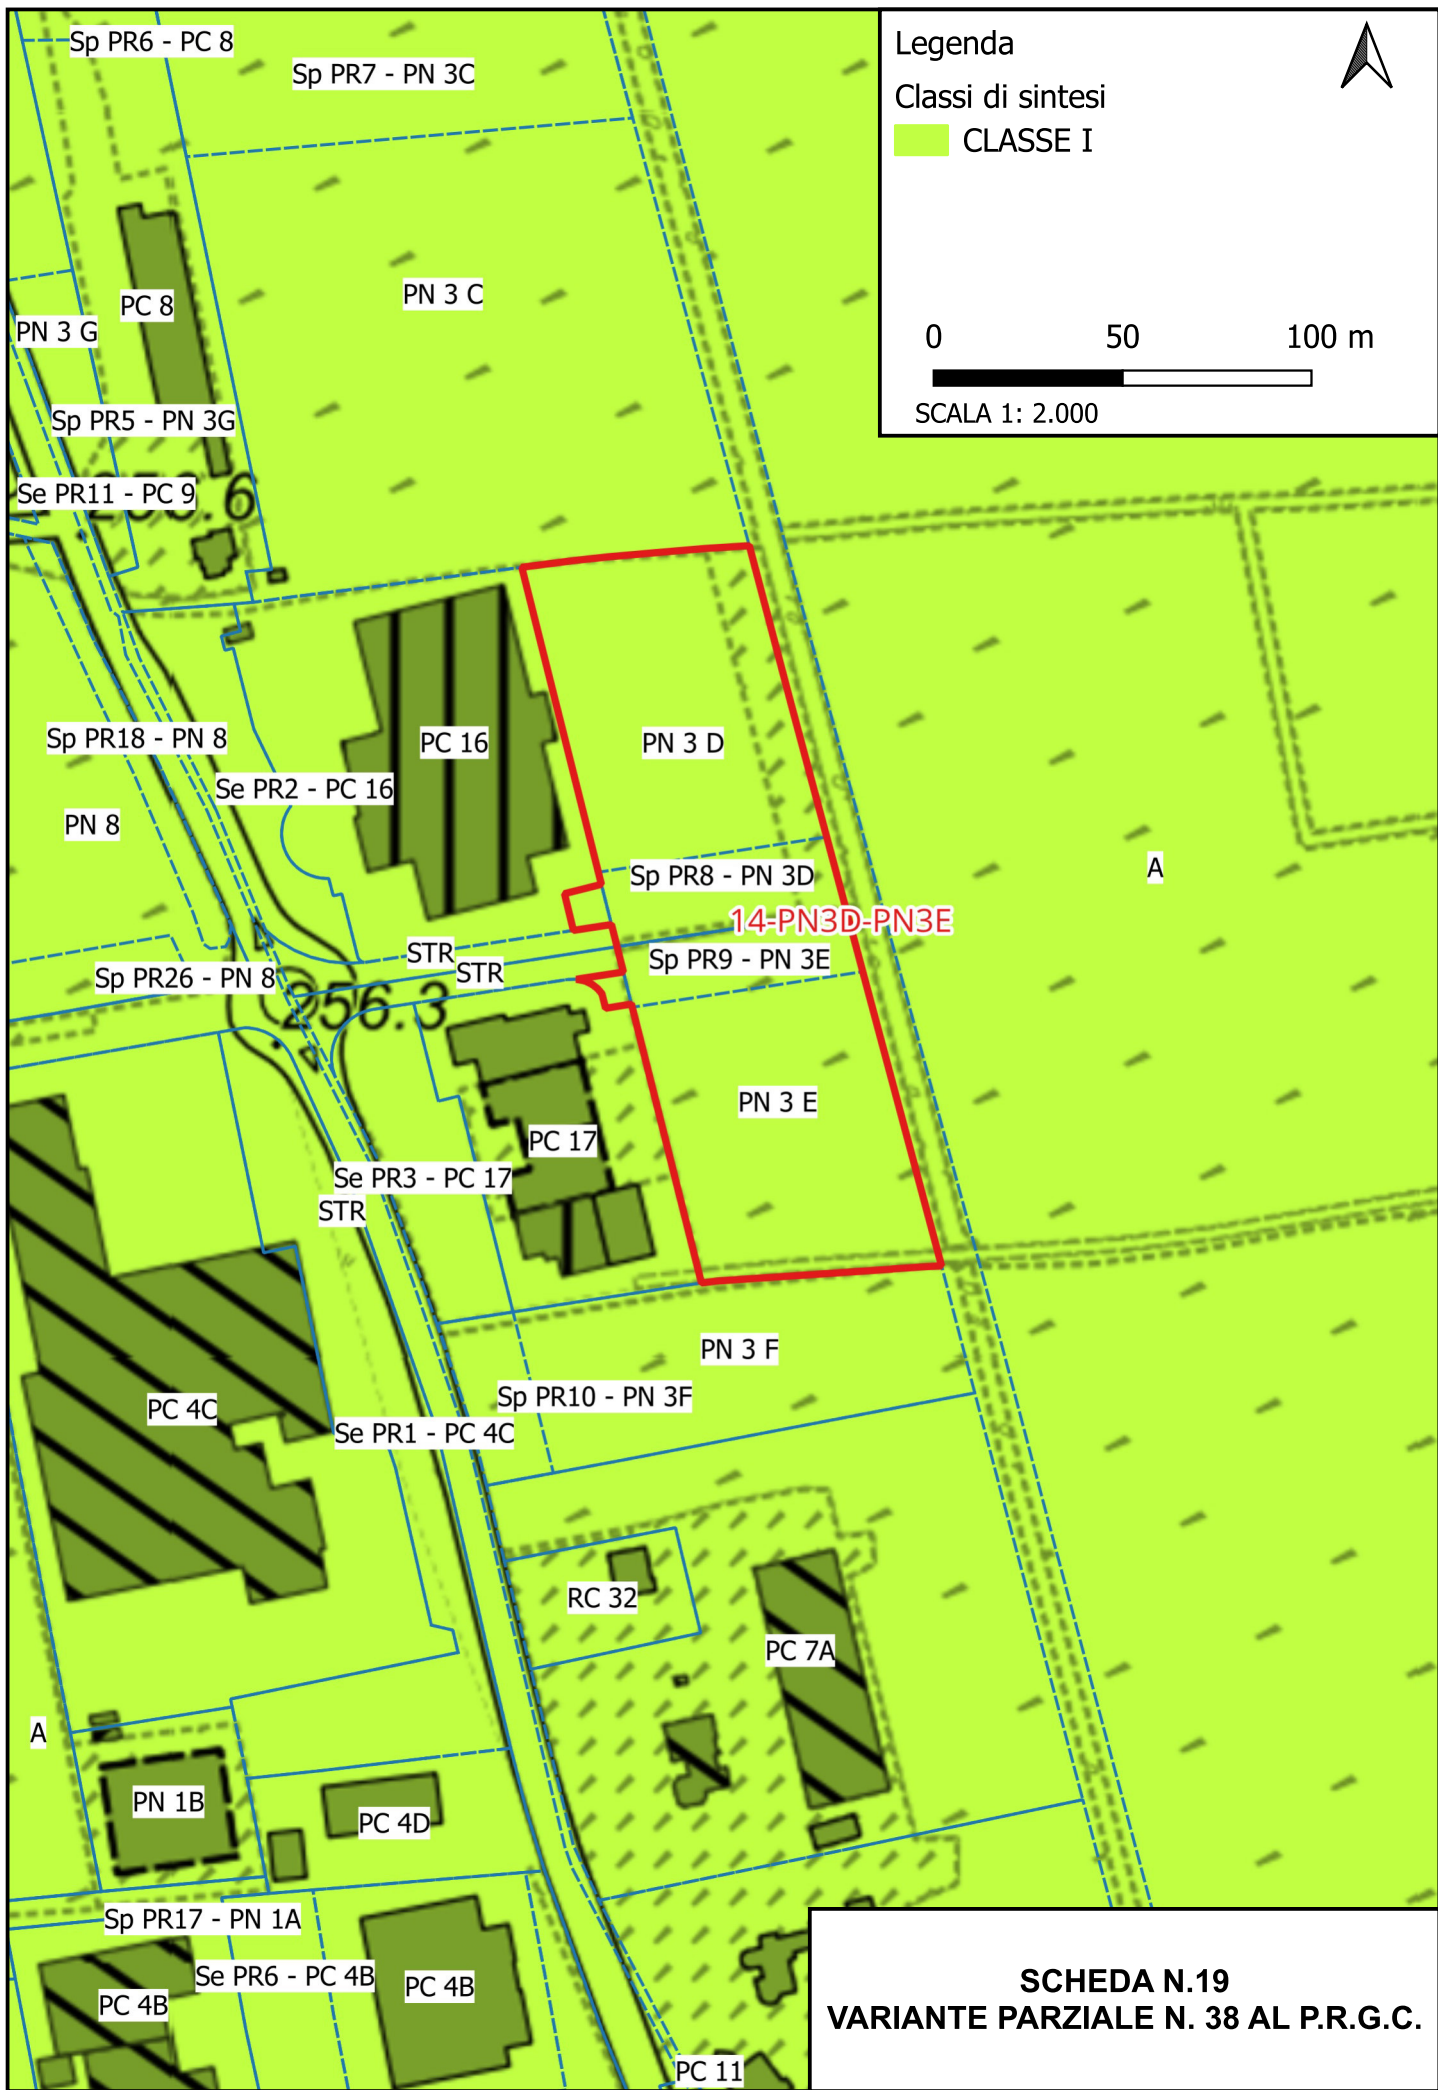 Sp PR6 - PC 8
Sp PR7 - PN 3C
Legenda
Classi di sintesi
CLASSE I
0 50 100 m
SCALA 1: 2.000
PN 3 C
PC 8
PN 3 G
Sp PR5 - PN 3G
Se PR11 - PC 9
PC 16
PN 3 D
Sp PR18 - PN 8
Se PR2 - PC 16
PN 8
A
Sp PR8 - PN 3D
14-PN3D-PN3E
STR
Sp PR9 - PN 3E
STR
Sp PR26 - PN 8
256.3
PN 3 E
PC 17
Se PR3 - PC 17
STR
PN 3 F
Sp PR10 - PN 3F
PC 4C
Se PR1 - PC 4C
RC 32
PC 7A
A
PN 1B
PC 4D
Sp PR17 - PN 1A
Se PR6 - PC 4B
PC 4B
PC 4B
SCHEDA N.19
VARIANTE PARZIALE N. 38 AL P.R.G.C.
PC 11